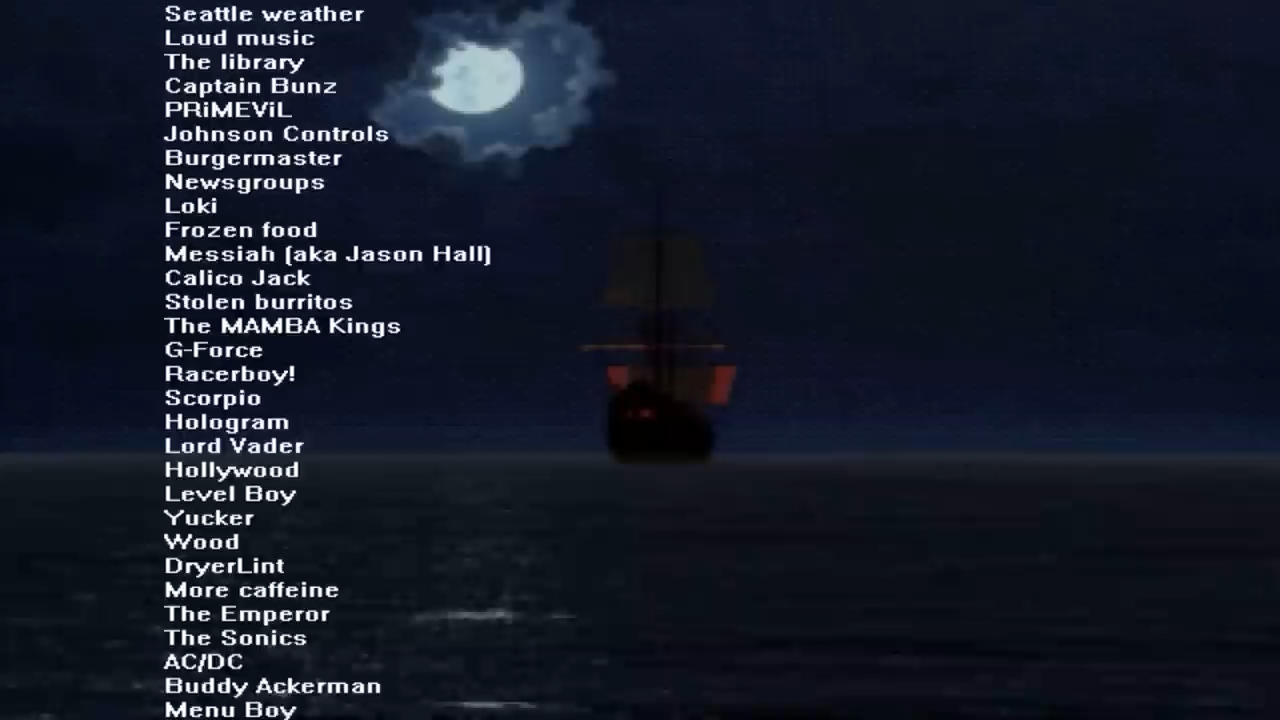 Seattle weather
Loud music
The library
Captain Bunz
PRiMEViL
Johnson Controls
Burgermaster
Newsgroups
Loki
Frozen food
Messiah (aka Jason Hall)
Calico Jack
Stolen burritos
The MAMBA Kings
G-Force
Racerboy!
Scorpio
Hologram
Lord Vader
Hollywood
Level Boy
Yucker
Wood
DryerLint
More caffeine
The Emperor
The Sonics
AC/DC
Buddy Ackerman
Menu Boy